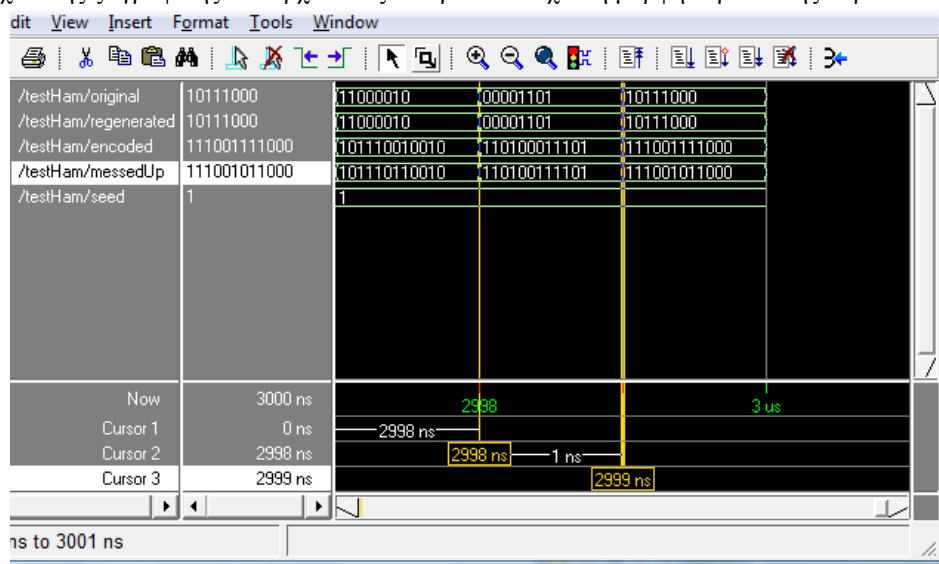 dit View Insert Format Tools Window
/testHam/original 10111000 11000010 00001101 10111000
/testHam/regenerated 10111000 11000010 00001101 10111000
/testHam/encoded 111001111000 101110010010 110100011101 111001111000
/testHam/messedUp 111001011000 101110110010 110100111101 111001011000
/testHam/seed 1 1
Now 3000 ns 2998 3 us
Cursor 1 0 ns 2998 ns
Cursor 2 2998 ns 2998 ns 1 ns
Cursor 3 2999 ns 2999 ns
ns to 3001 ns